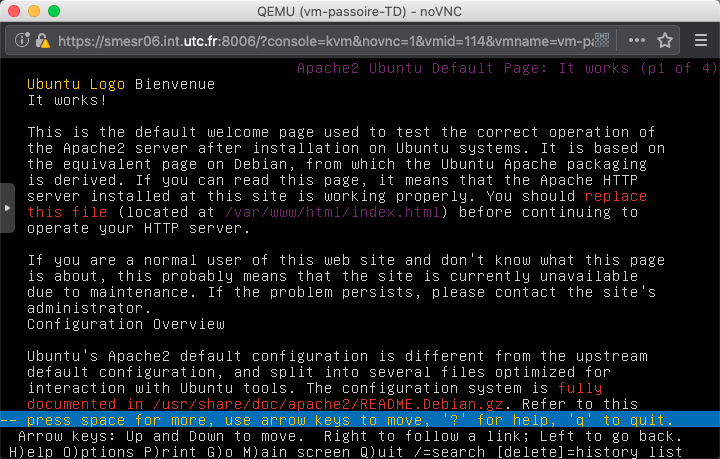 QEMU (vm-passoire-TD) - noVNC
https://smesr06.int.utc.fr:8006/?console=kvm&novnc=1&vmid=114&vmname=vm-pa
Apache2 Ubuntu Default Page: It works (p1 of 4)
Ubuntu Logo Bienvenue
It works!
This is the default welcome page used to test the correct operation of
the Apache2 server after installation on Ubuntu systems. It is based on
the equivalent page on Debian, from which the Ubuntu Apache packaging
is derived. If you can read this page, it means that the Apache HTTP
server installed at this site is working properly. You should replace
this file (located at /var/www/html/index.html) before continuing to
operate your HTTP server.
If you are a normal user of this web site and don't know what this page
is about, this probably means that the site is currently unavailable
due to maintenance. If the problem persists, please contact the site's
administrator.
Configuration Overview
Ubuntu's Apache2 default configuration is different from the upstream
default configuration, and split into several files optimized for
interaction with Ubuntu tools. The configuration system is fully
documented in /usr/share/doc/apache2/README.Debian.gz. Refer to this
-- press space for more, use arrow keys to move, '?' for help, 'q' to quit.
Arrow keys: Up and Down to move. Right to follow a link; Left to go back.
H)elp O)ptions P)rint G)o M)ain screen Q)uit /=search [delete]=history list